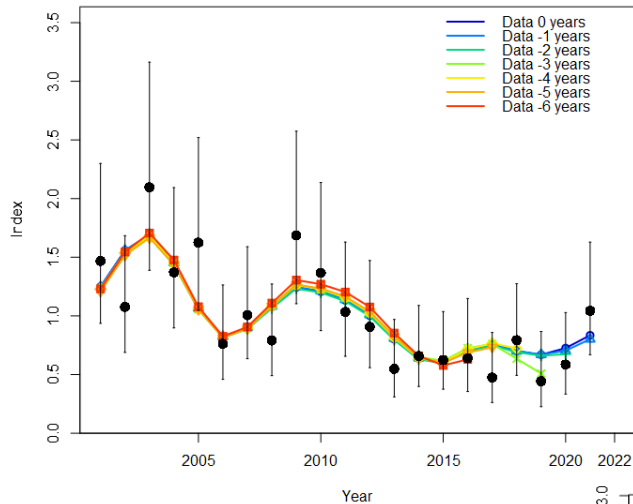 3.5
3.0
2.5
2.0
1.5
1.0
0.5
0.0
Index
Data 0 years
Data -1 years
Data -2 years
Data -3 years
Data -4 years
Data -5 years
Data -6 years
2005 2010 2015 2020 2022
Year
3.0